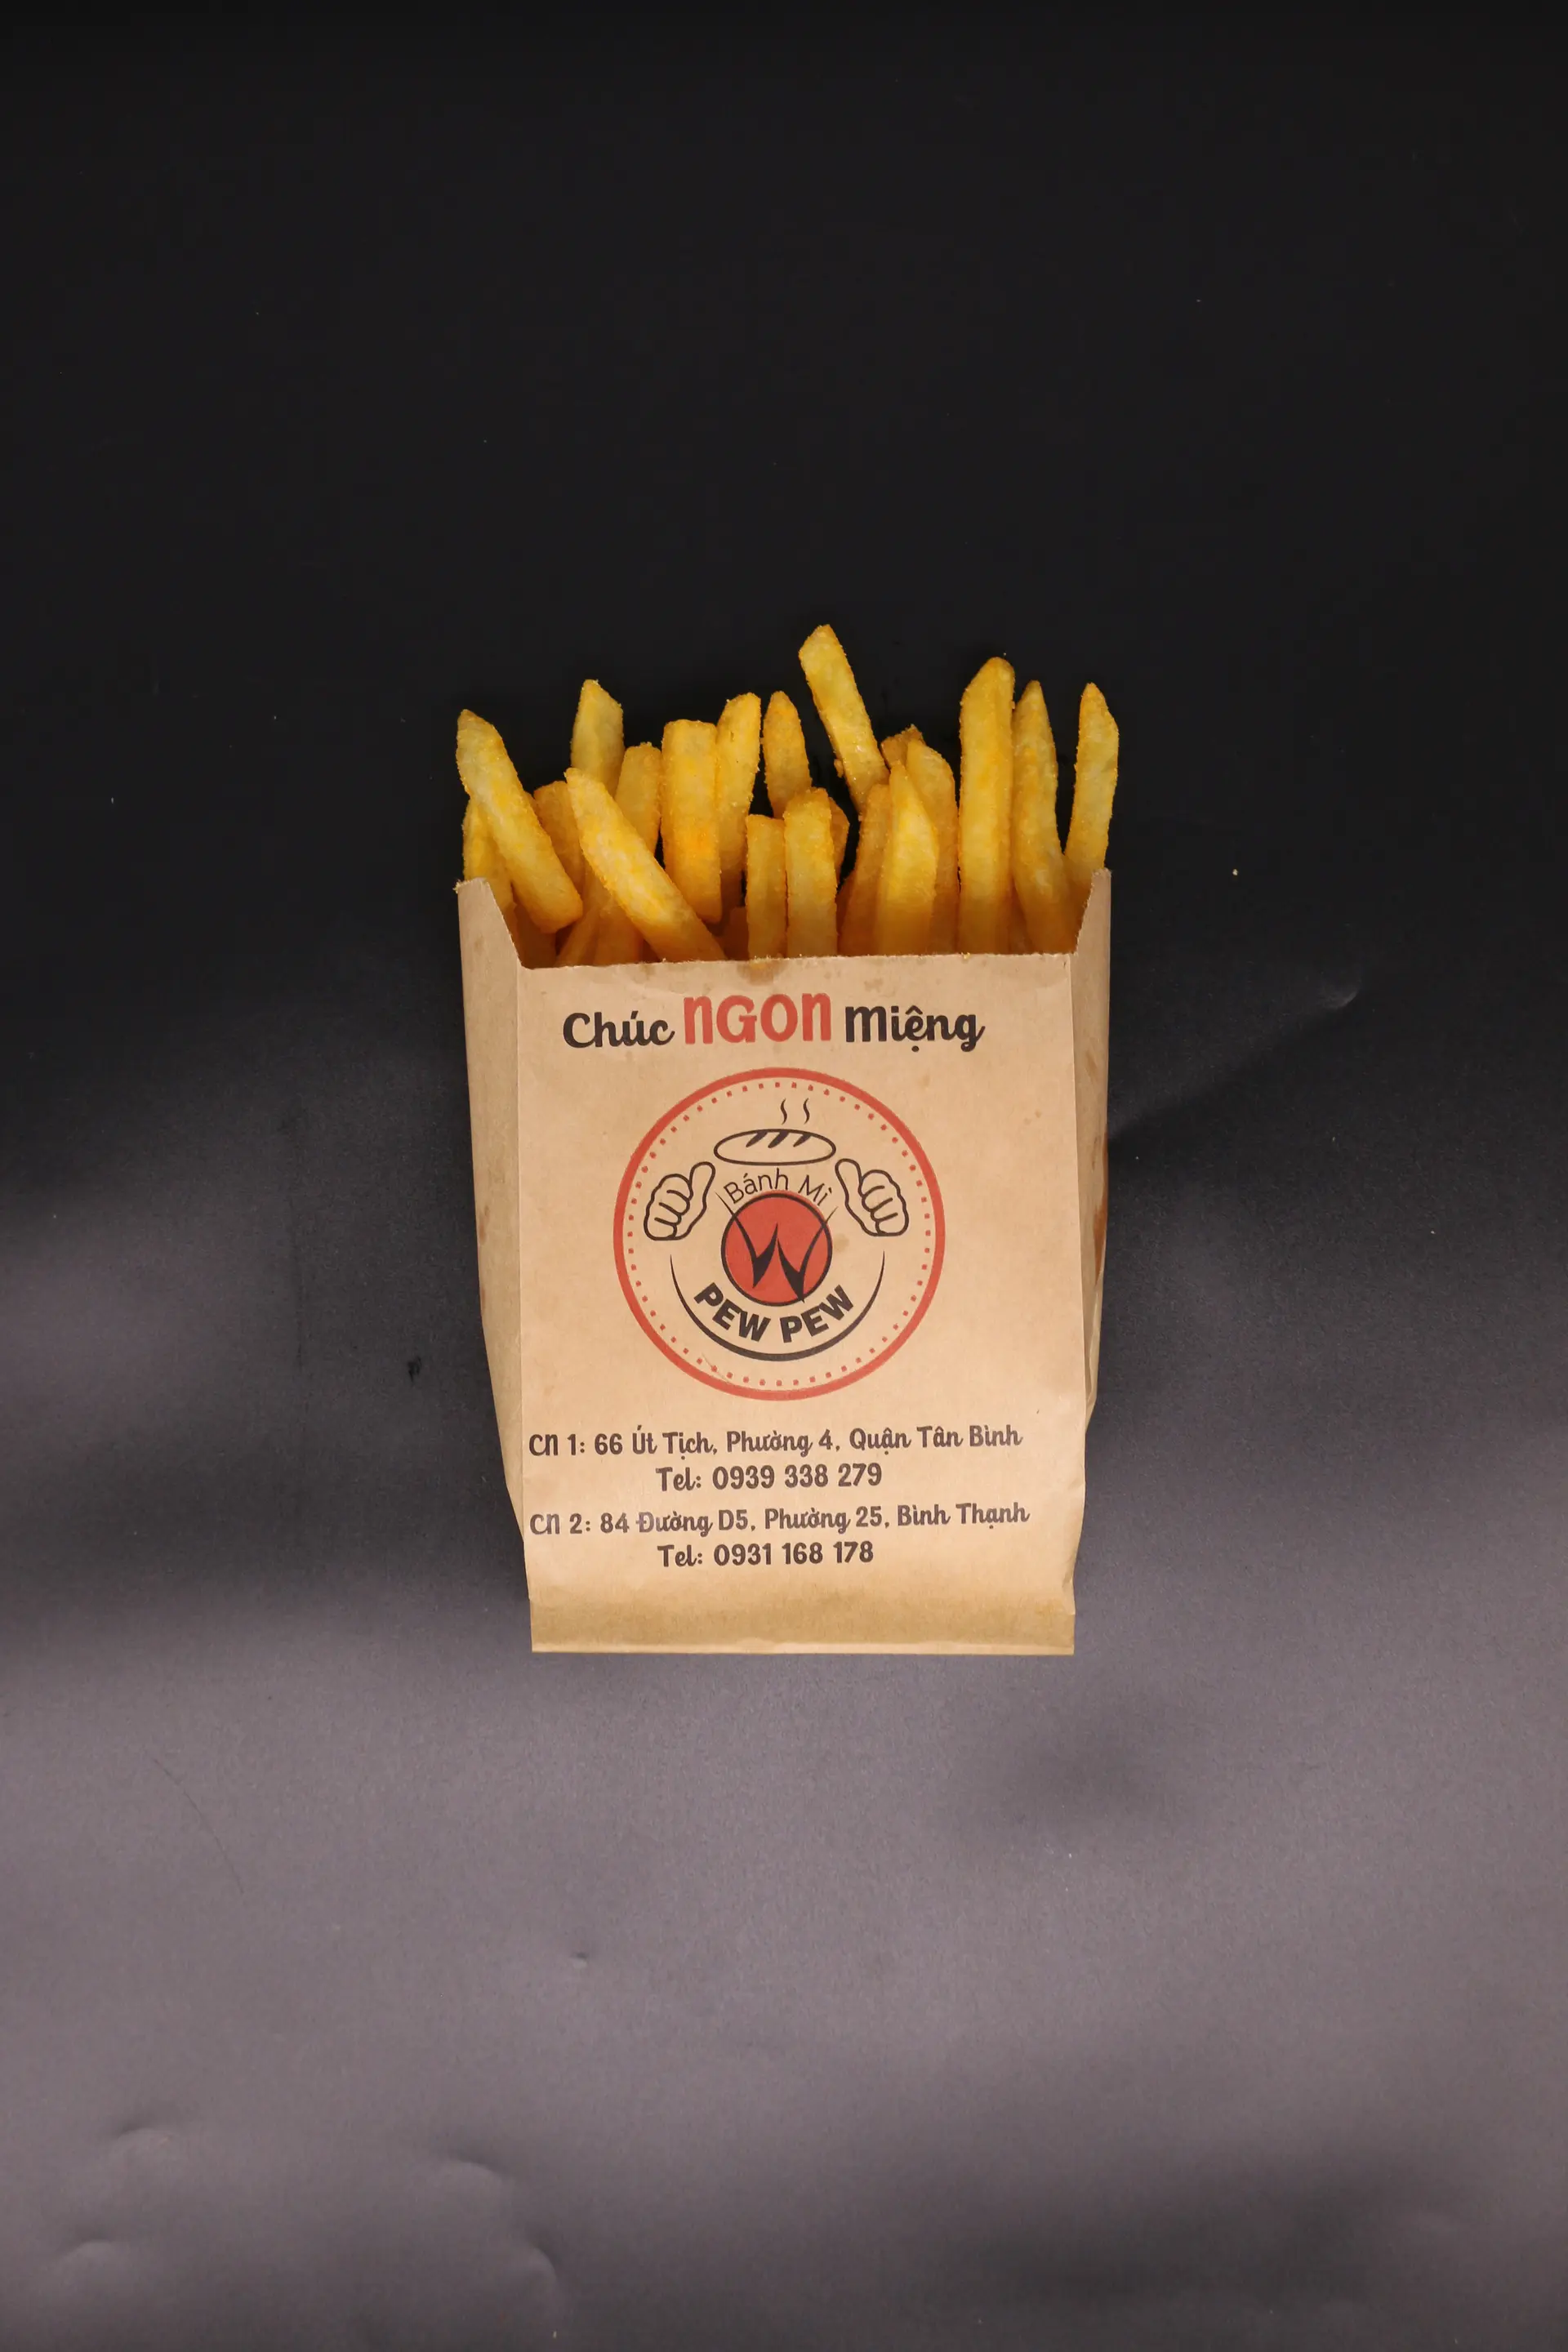 Chúc NGON Miệng
Bánh Mì
PEW PEW
CN 1: 66 Út Tịch, Phường 4, Quận Tân Bình
Tel: 0939 338 279
CN 2: 84 Đường D5, Phường 25, Bình Thạnh
Tel: 0931 168 178